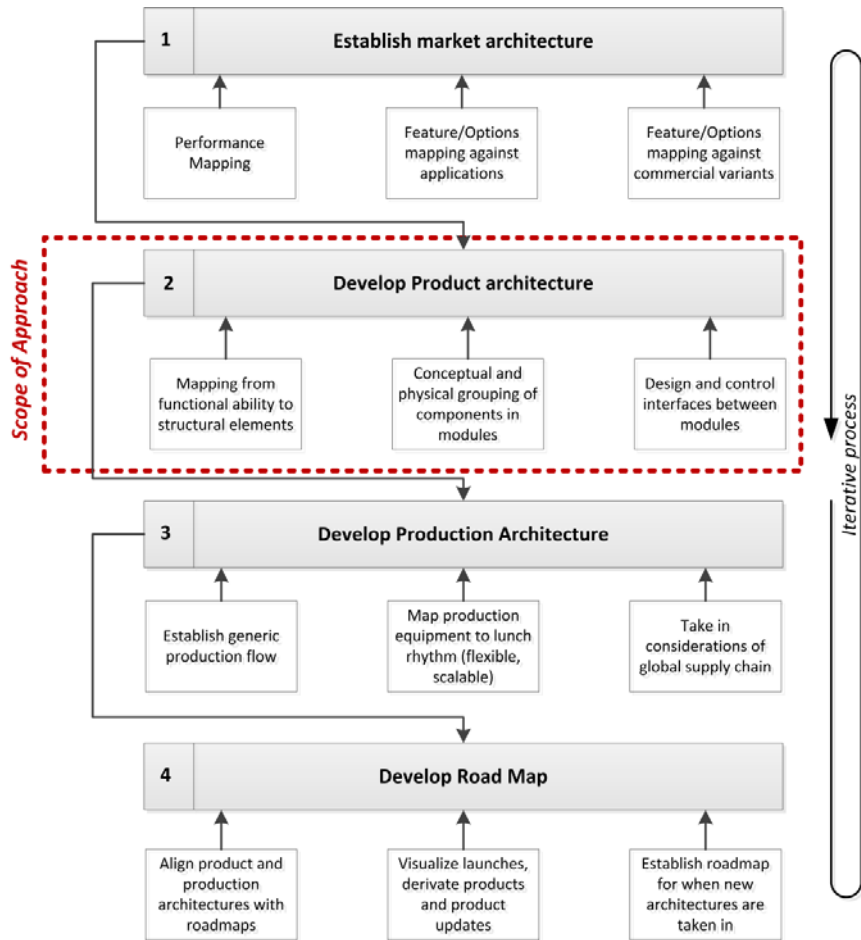 1
Establish market architecture
Performance
Mapping
Feature/Options
mapping against
applications
Feature/Options
mapping against
commercial variants
Scope of Approach
2
Develop Product architecture
Mapping from
functional ability to
structural elements
Conceptual and
physical grouping of
components in
modules
Design and control
interfaces between
modules
Iterative process
3
Develop Production Architecture
Establish generic
production flow
Map production
equipment to lunch
rhythm (flexible,
scalable)
Take in
considerations of
global supply chain
4
Develop Road Map
Align product and
production
architectures with
roadmaps
Visualize launches,
derivate products
and product
updates
Establish roadmap
for when new
architectures are
taken in